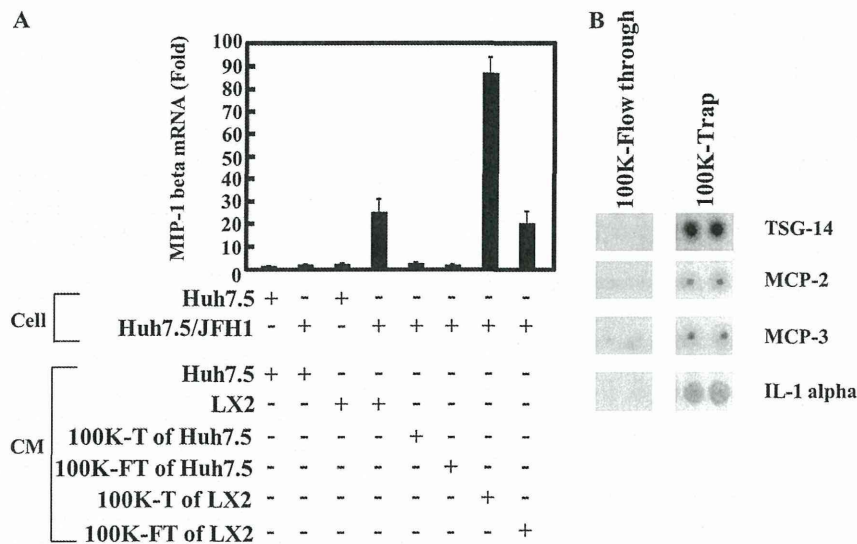 A
MIP-1 beta mRNA (Fold)
100
90
80
70
60
50
40
30
20
10
0
Cell
Huh7.5 + - + - - - - -
Huh7.5/JFH1 - + - + + + + +
CM
Huh7.5 + + - - - - - -
LX2 - - + + - - - -
100K-T of Huh7.5 - - - - + - - -
100K-FT of Huh7.5 - - - - - + - -
100K-T of LX2 - - - - - - + -
100K-FT of LX2 - - - - - - - +
B
100K-Flow through
100K-Trap
TSG-14
MCP-2
MCP-3
IL-1 alpha